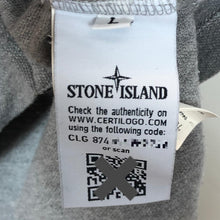 L
STONE ISLAND
Check the authenticity on
WWW.CERTILOGO.COM
using the following code:
CLG 874
or scan